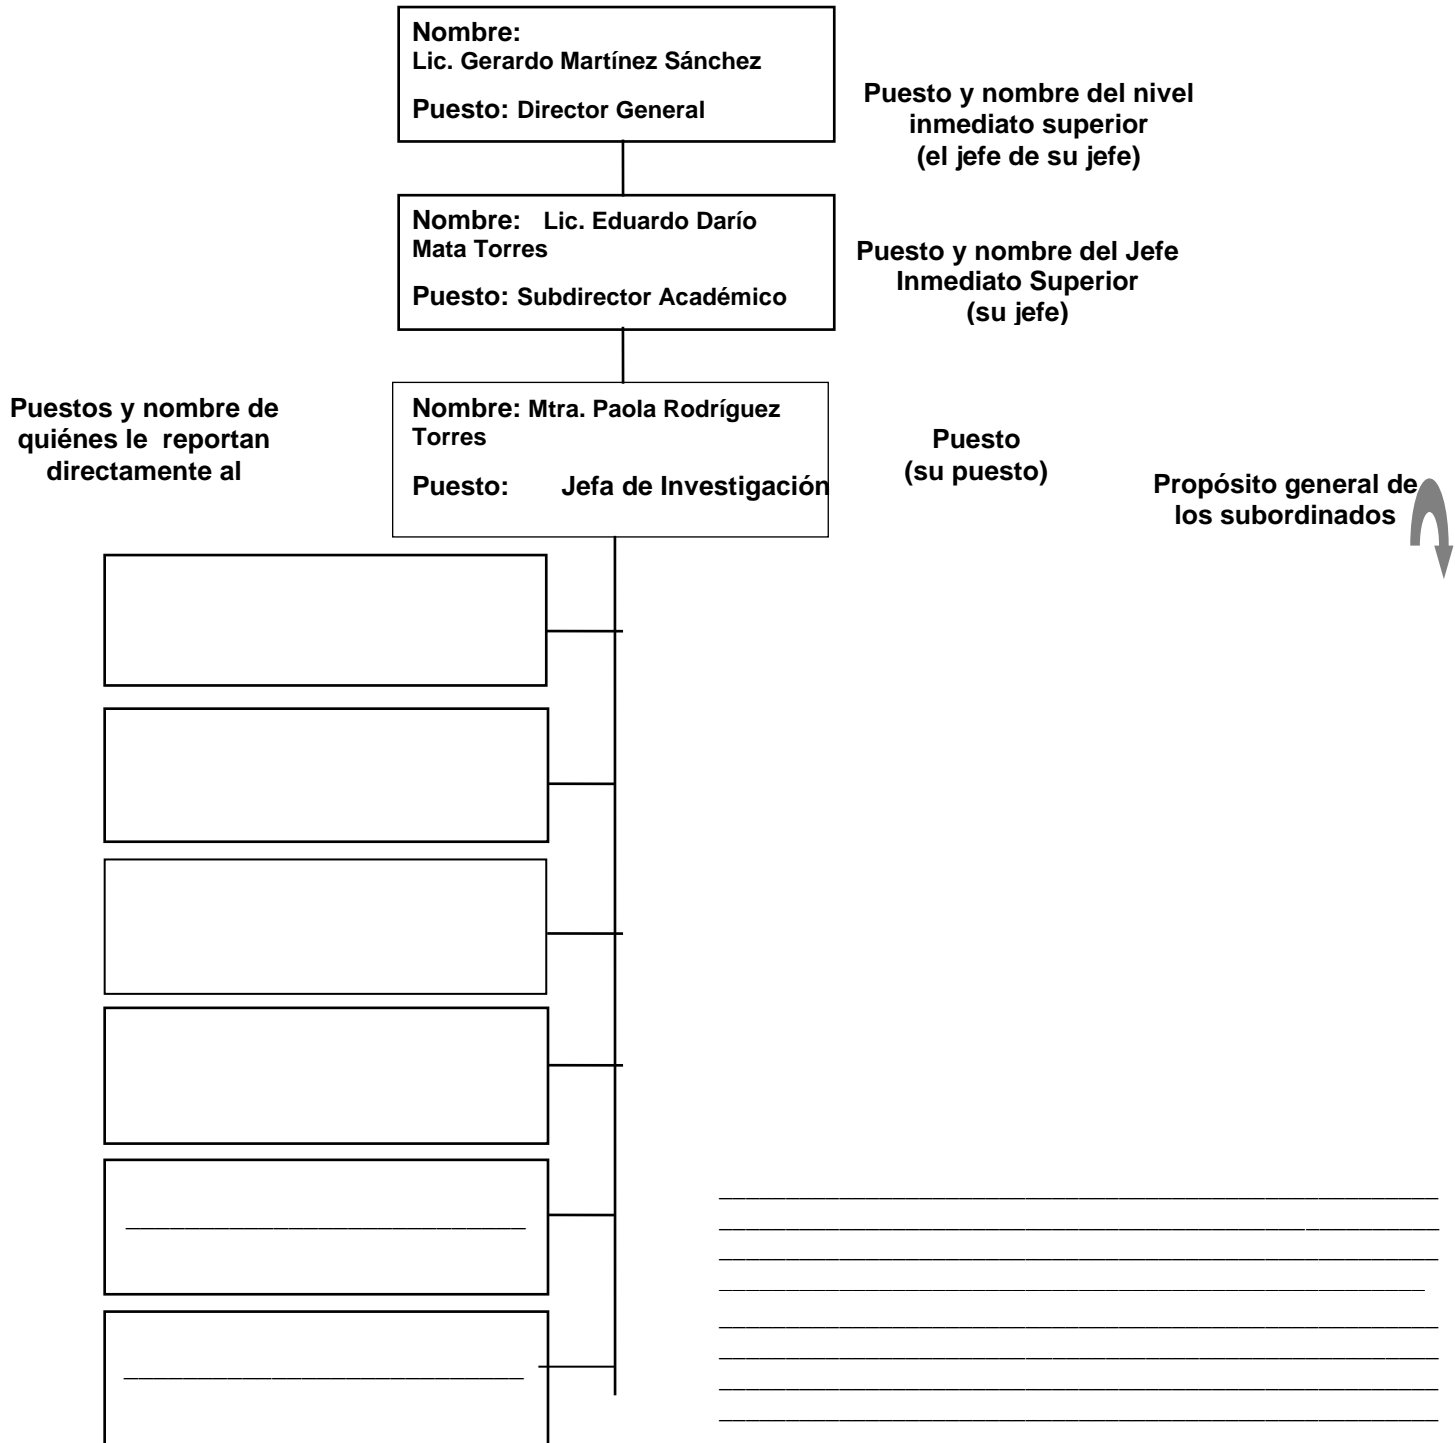 Nombre:
Lic. Gerardo Martínez Sánchez
Puesto: Director General
Puesto y nombre del nivel
inmediato superior
(el jefe de su jefe)
Nombre: Lic. Eduardo Darío
Mata Torres
Puesto: Subdirector Académico
Puesto y nombre del Jefe
Inmediato Superior
(su jefe)
Puestos y nombre de
quiénes le reportan
directamente al
Nombre: Mtra. Paola Rodríguez
Torres
Puesto: Jefa de Investigación
Puesto
(su puesto)
Propósito general de
los subordinados